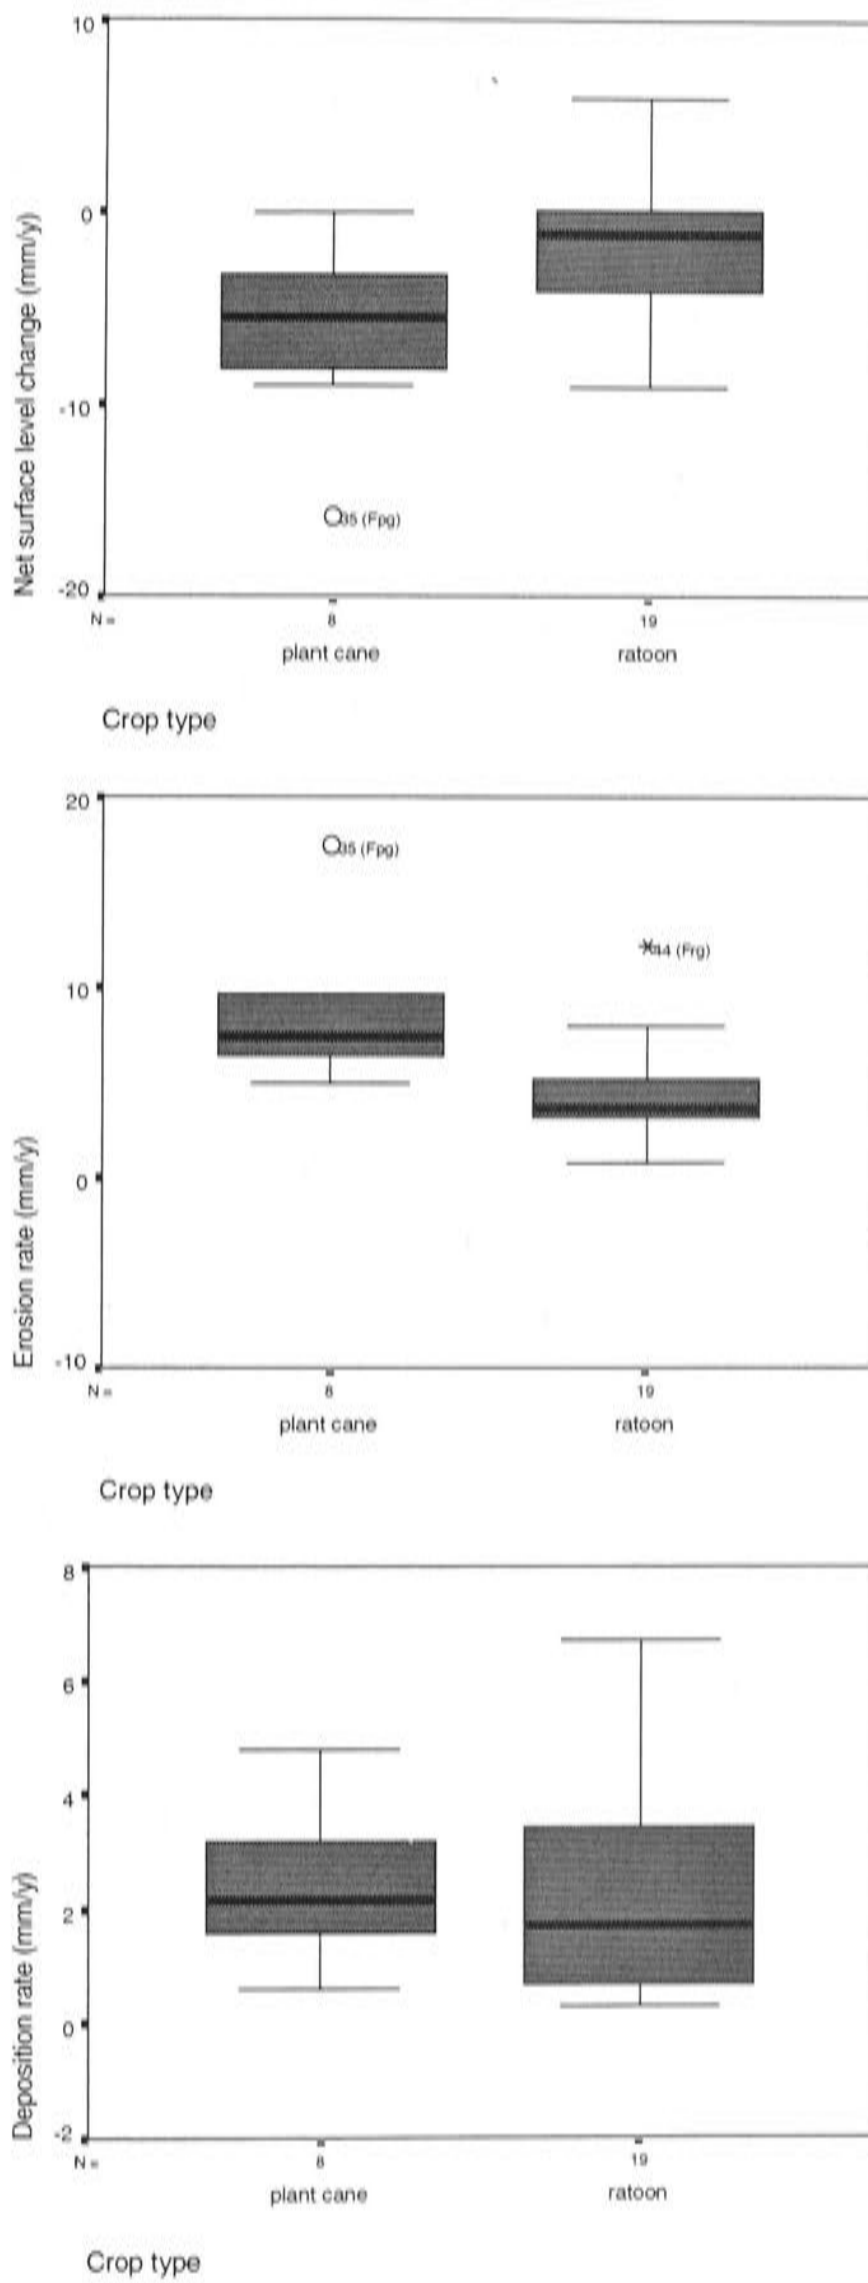 Net surface level change (mm/y)
10
0
-10
-20
35 (Fpg)
N = 8 19
plant cane ratoon
Crop type
Erosion rate (mm/y)
20
10
0
-10
35 (Fpg)
44 (Frg)
N = 8 19
plant cane ratoon
Crop type
Deposition rate (mm/y)
8
6
4
2
0
-2
N = 8 19
plant cane ratoon
Crop type